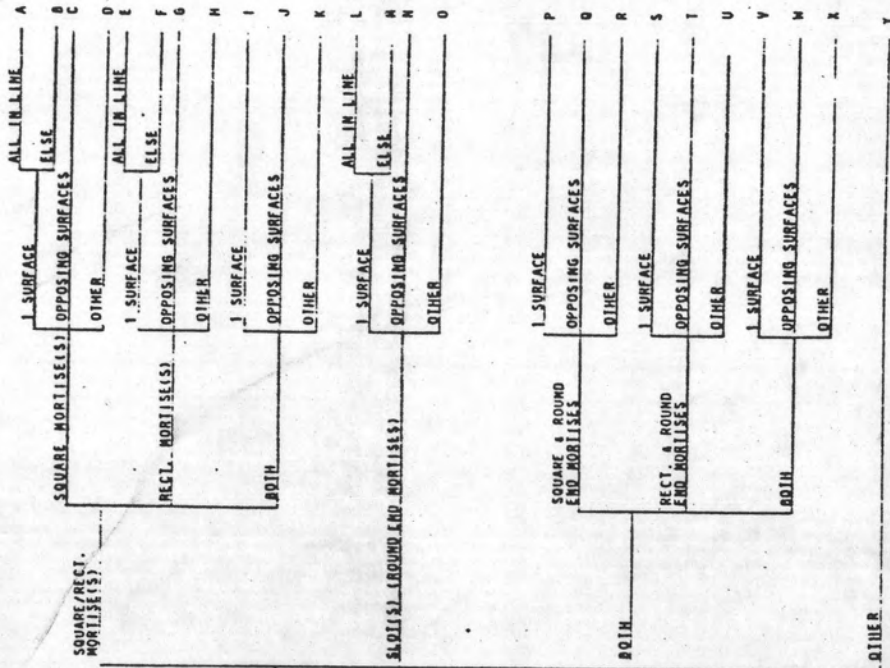 SQUARE/RECT.
MORTISE(S)
SQUARE MORTISE(S)
1 SURFACE
ALL IN LINE
A
ELSE
B
OPPOSING SURFACES
C
OTHER
D
RECT. MORTISE(S)
1 SURFACE
ALL IN LINE
E
ELSE
F
OPPOSING SURFACES
G
OTHER
H
BOTH
1 SURFACE
I
OPPOSING SURFACES
J
OTHER
K
SLOT(S) (ROUND END MORTISES)
1 SURFACE
ALL IN LINE
L
ELSE
M
OPPOSING SURFACES
N
OTHER
O
BOTH
SQUARE & ROUND
END MORTISES
1 SURFACE
P
OPPOSING SURFACES
Q
OTHER
R
RECT. & ROUND
END MORTISES
1 SURFACE
S
OPPOSING SURFACES
T
OTHER
U
BOTH
1 SURFACE
V
OPPOSING SURFACES
W
OTHER
X
OTHER